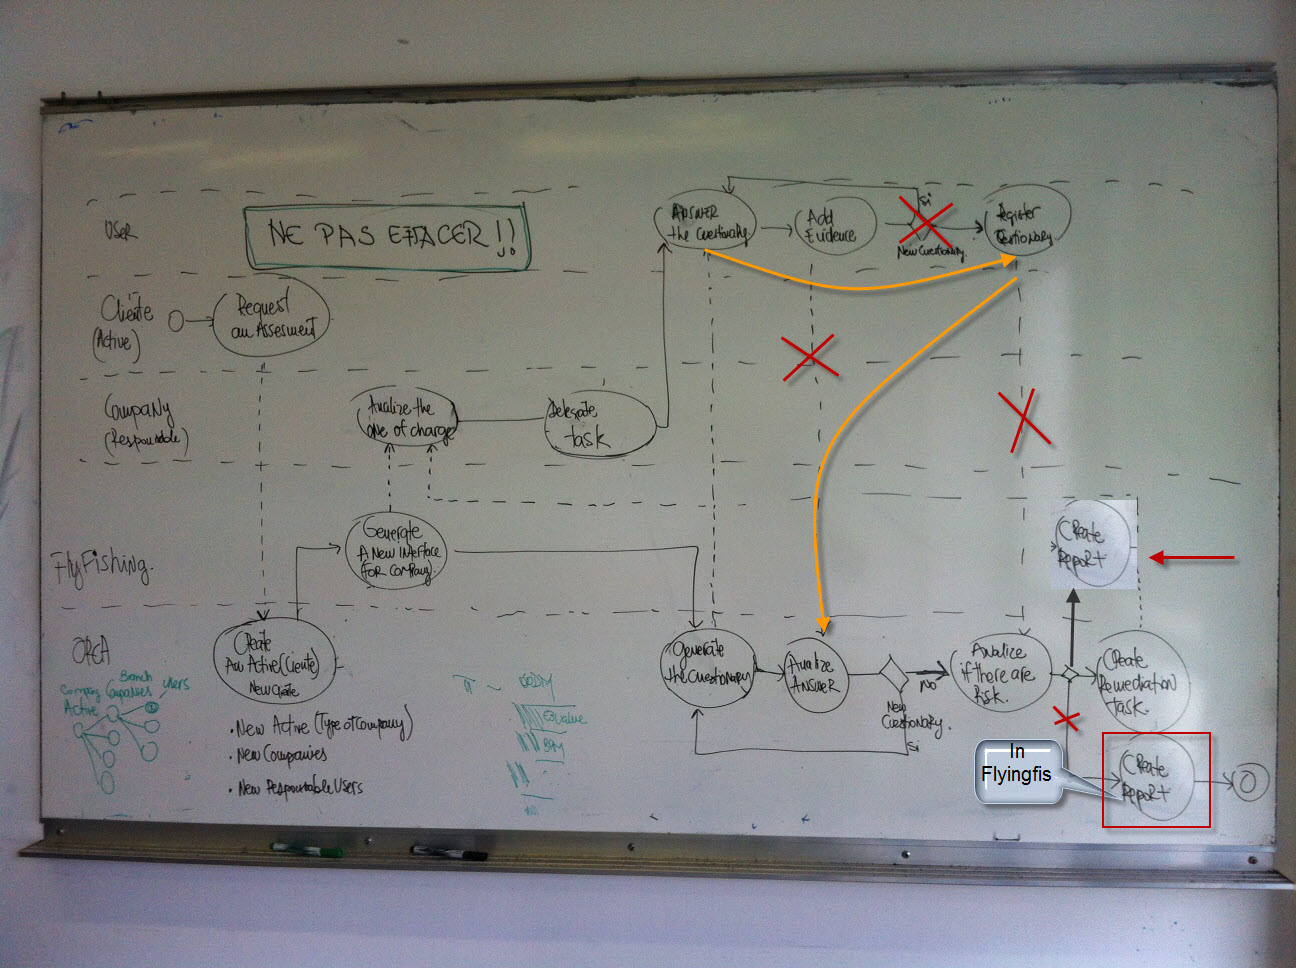 USER
NE PAS EFFACER!!
ANSWER
the Cuestionary
Add
Evidence
si
New Cuestionary
Register
Cuestionary
Cliente
(Active)
Request
an Assesment
Company
(Responsable)
Analize the
one of charge
Delegate
task
FlyFishing.
Generate
A New Interface
(For Company)
Create
Report
ORCA
Company
Active
Branch
Companies
Users
Create
An Active (Cliente)
New Cliente
• New Active (Type of Company)
• New Companies
• New Responsable Users
Evalue
BPM
Generate
the Cuestionary
Analize
Answer
No
New
Cuestionary.
si
Analize
if there are
Risk.
Create
Remediation
Task.
In
Flyingfis
Create
Report